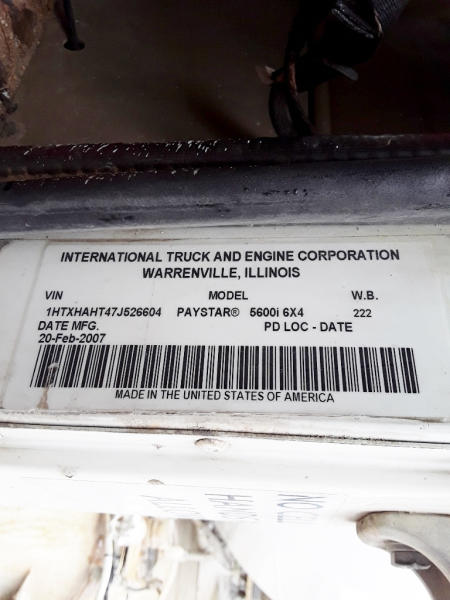 INTERNATIONAL TRUCK AND ENGINE CORPORATION
WARRENVILLE, ILLINOIS
VIN MODEL W.B.
1HTXHAHT47J526604 PAYSTAR® 5600i 6X4 222
DATE MFG. PD LOC - DATE
20-Feb-2007
MADE IN THE UNITED STATES OF AMERICA